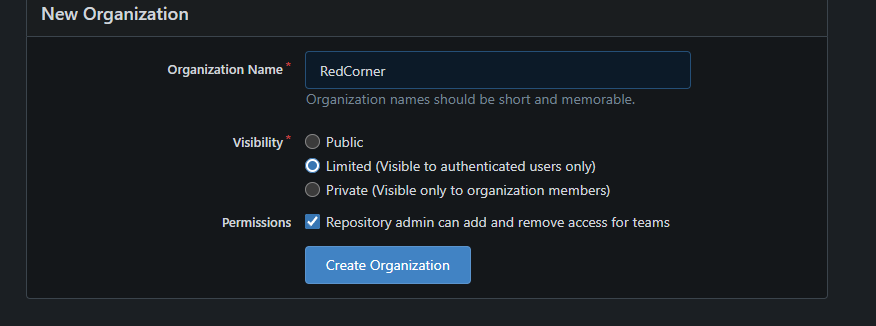 New Organization
Organization Name *
RedCorner
Organization names should be short and memorable.
Visibility *
Public
Limited (Visible to authenticated users only)
Private (Visible only to organization members)
Permissions
Repository admin can add and remove access for teams
Create Organization